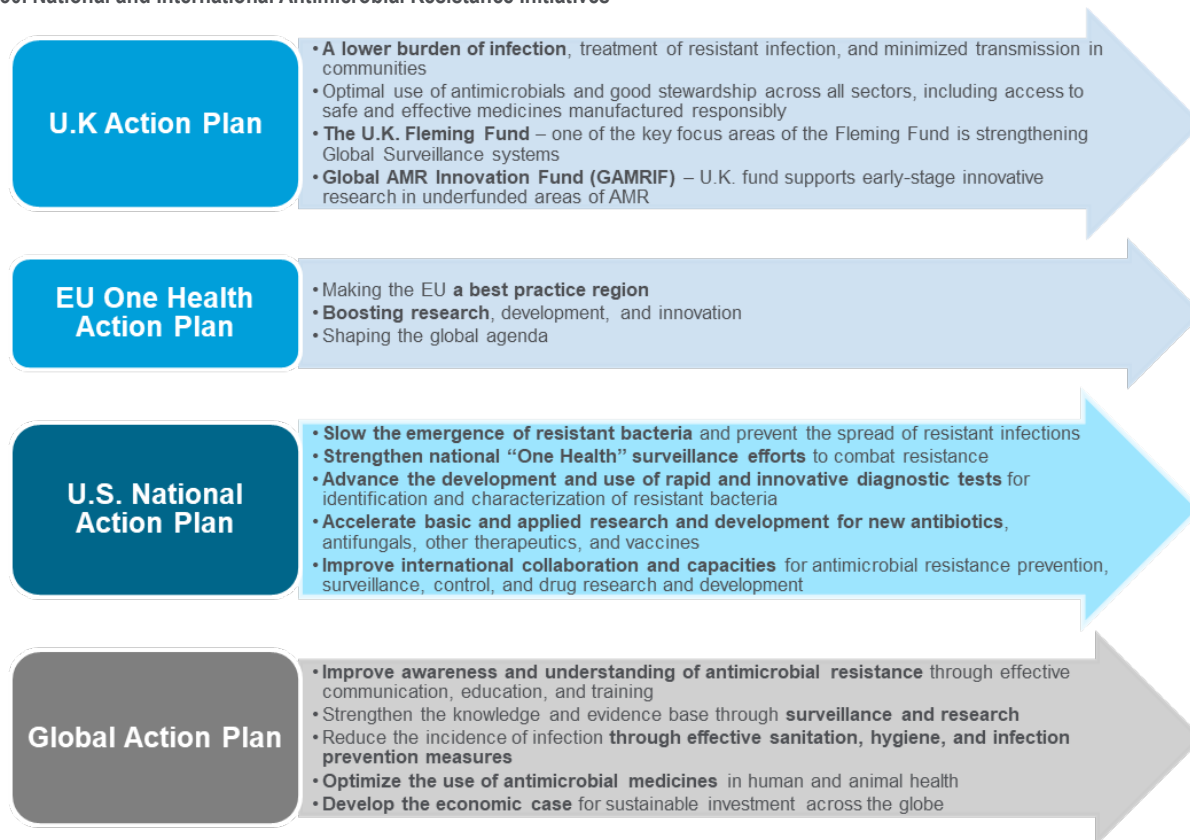 National and International Antimicrobial Resistance Initiatives
U.K Action Plan
• A lower burden of infection, treatment of resistant infection, and minimized transmission in
communities
• Optimal use of antimicrobials and good stewardship across all sectors, including access to
safe and effective medicines manufactured responsibly
• The U.K. Fleming Fund – one of the key focus areas of the Fleming Fund is strengthening
Global Surveillance systems
• Global AMR Innovation Fund (GAMRIF) – U.K. fund supports early-stage innovative
research in underfunded areas of AMR
EU One Health
Action Plan
• Making the EU a best practice region
• Boosting research, development, and innovation
• Shaping the global agenda
U.S. National
Action Plan
• Slow the emergence of resistant bacteria and prevent the spread of resistant infections
• Strengthen national “One Health” surveillance efforts to combat resistance
• Advance the development and use of rapid and innovative diagnostic tests for
identification and characterization of resistant bacteria
• Accelerate basic and applied research and development for new antibiotics,
antifungals, other therapeutics, and vaccines
• Improve international collaboration and capacities for antimicrobial resistance prevention,
surveillance, control, and drug research and development
Global Action Plan
• Improve awareness and understanding of antimicrobial resistance through effective
communication, education, and training
• Strengthen the knowledge and evidence base through surveillance and research
• Reduce the incidence of infection through effective sanitation, hygiene, and infection
prevention measures
• Optimize the use of antimicrobial medicines in human and animal health
• Develop the economic case for sustainable investment across the globe